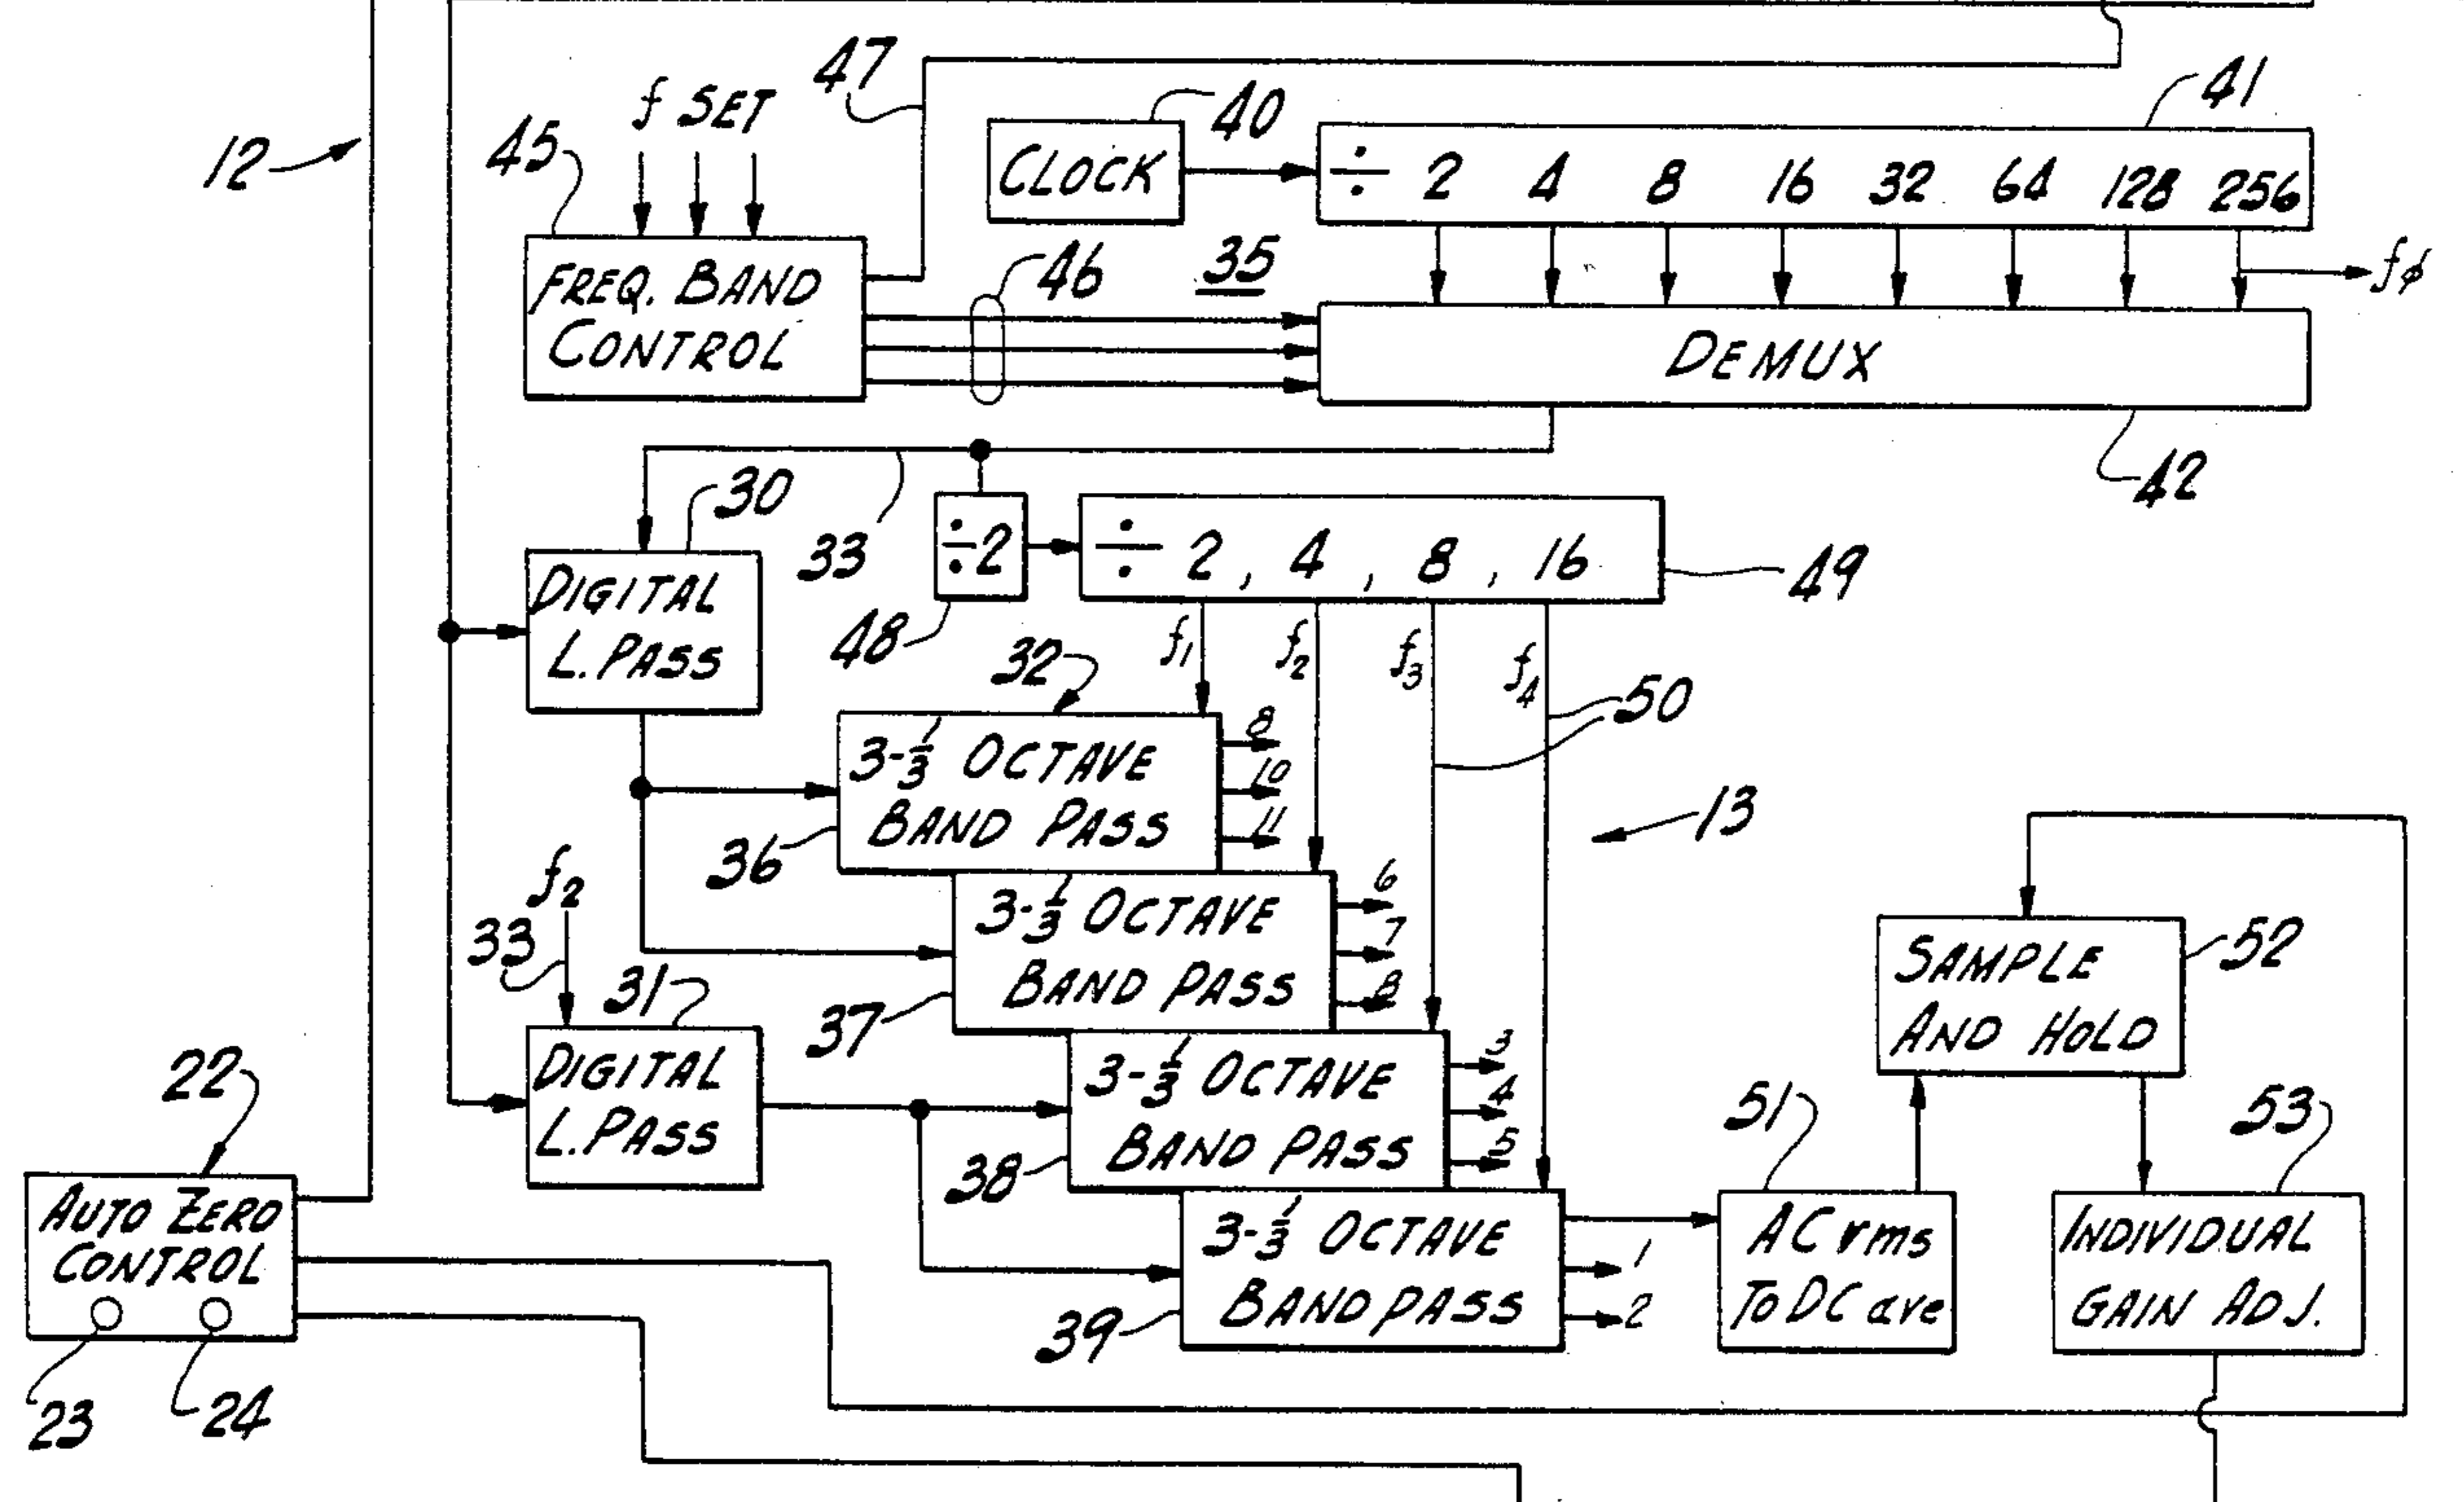 47
f SET
45
12
40
41
CLOCK
÷ 2 4 8 16 32 64 128 256
46
35
fϕ
FREQ. BAND
CONTROL
DEMUX
42
30
33
÷2
÷ 2, 4, 8, 16
49
48
DIGITAL
L. PASS
f1
f2
f3
f4
32
50
3-1/3 OCTAVE
BAND PASS
8
10
11
36
13
f2
33
3-1/3 OCTAVE
BAND PASS
6
7
8
37
31
52
SAMPLE
AND HOLD
22
DIGITAL
L. PASS
3-1/3 OCTAVE
BAND PASS
3
4
5
38
51
53
AUTO ZERO
CONTROL
3-1/3 OCTAVE
BAND PASS
1
2
39
AC rms
TO DC ave
INDIVIDUAL
GAIN ADJ.
23
24